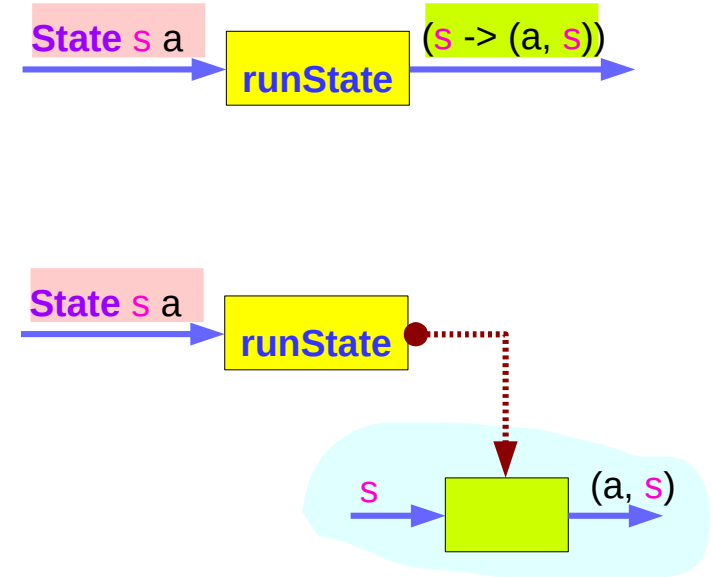 State s a
runState
(s -> (a, s))
State s a
runState
s
(a, s)